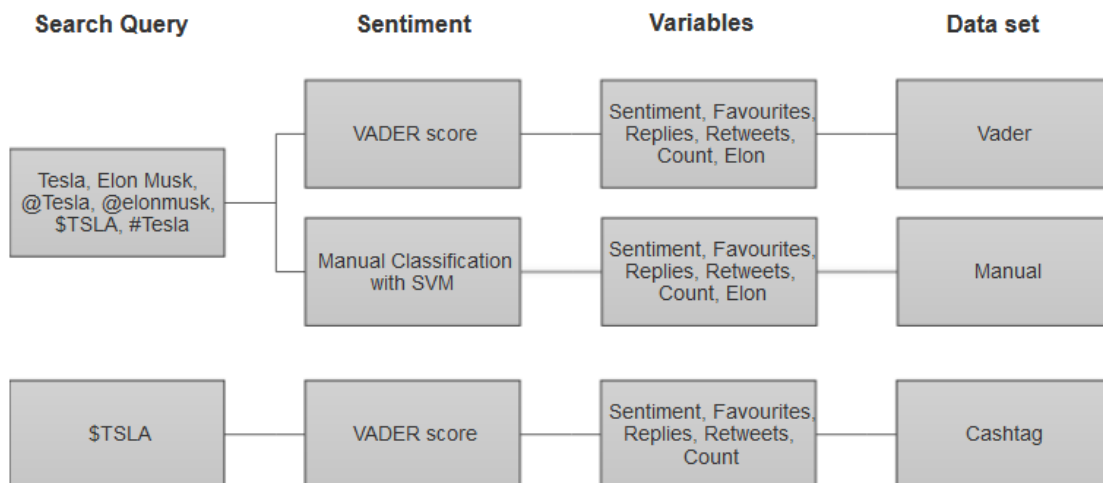 Search Query
Sentiment
Variables
Data set
Tesla, Elon Musk,
@Tesla, @elonmusk,
$TSLA, #Tesla
VADER score
Sentiment, Favourites,
Replies, Retweets,
Count, Elon
Vader
Manual Classification
with SVM
Sentiment, Favourites,
Replies, Retweets,
Count, Elon
Manual
$TSLA
VADER score
Sentiment, Favourites,
Replies, Retweets,
Count
Cashtag